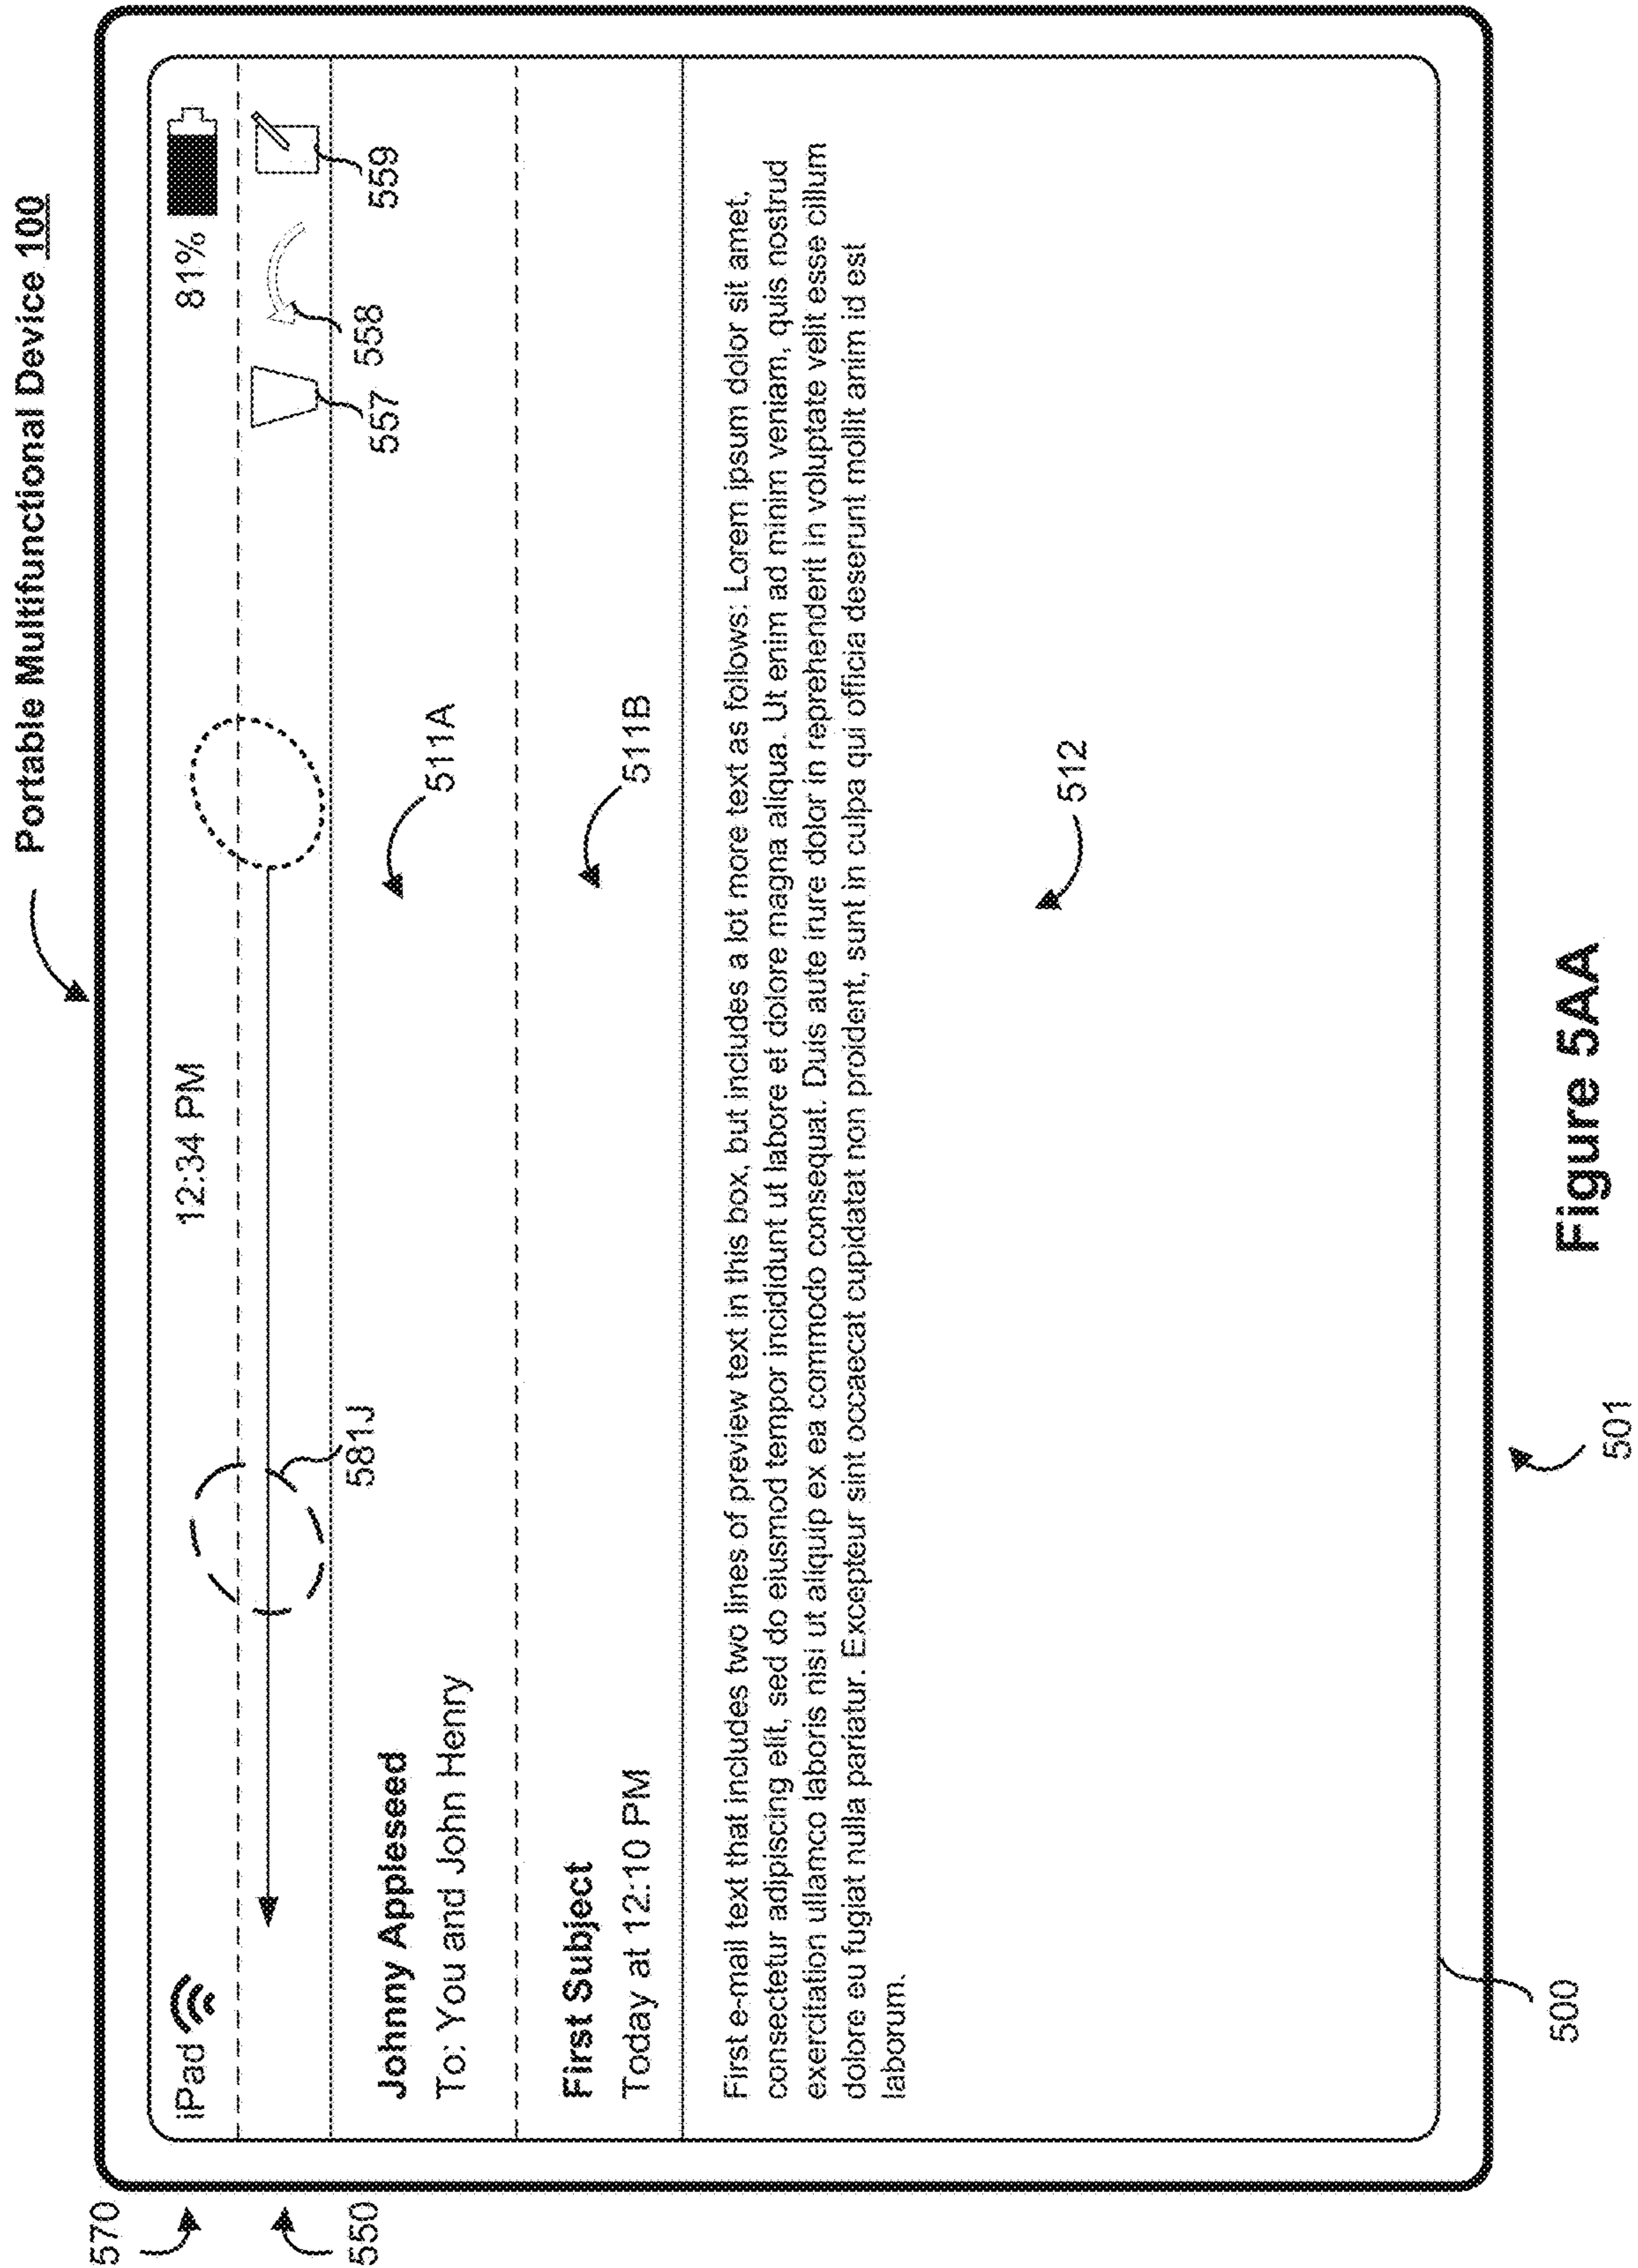 Portable Multifunctional Device 100
570
550
iPad
12:34 PM
81%
557
558
559
581J
Johnny Appleseed
To: You and John Henry
511A
First Subject
Today at 12:10 PM
511B
First e-mail text that includes two lines of preview text in this box, but includes a lot more text as follows: Lorem ipsum dolor sit amet,
consectetur adipiscing elit, sed do eiusmod tempor incididunt ut labore et dolore magna aliqua. Ut enim ad minim veniam, quis nostrud
exercitation ullamco laboris nisi ut aliquip ex ea commodo consequat. Duis aute irure dolor in reprehenderit in voluptate velit esse cillum
dolore eu fugiat nulla pariatur. Excepteur sint occaecat cupidatat non proident, sunt in culpa qui officia deserunt mollit anim id est
laborum.
512
500
501
Figure 5AA